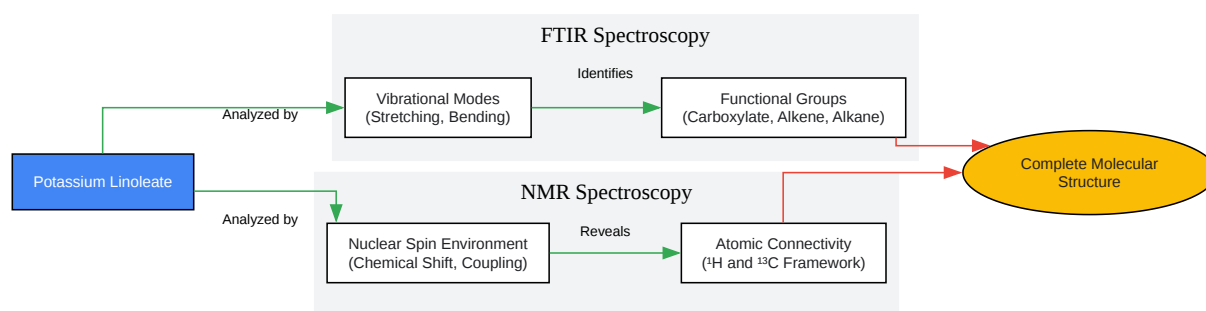 FTIR Spectroscopy
Identifies
Vibrational Modes
(Stretching, Bending)
Functional Groups
(Carboxylate, Alkene, Alkane)
Analyzed by
Potassium Linoleate
Complete Molecular
Structure
NMR Spectroscopy
Analyzed by
Reveals
Nuclear Spin Environment
(Chemical Shift, Coupling)
Atomic Connectivity
(¹H and ¹³C Framework)